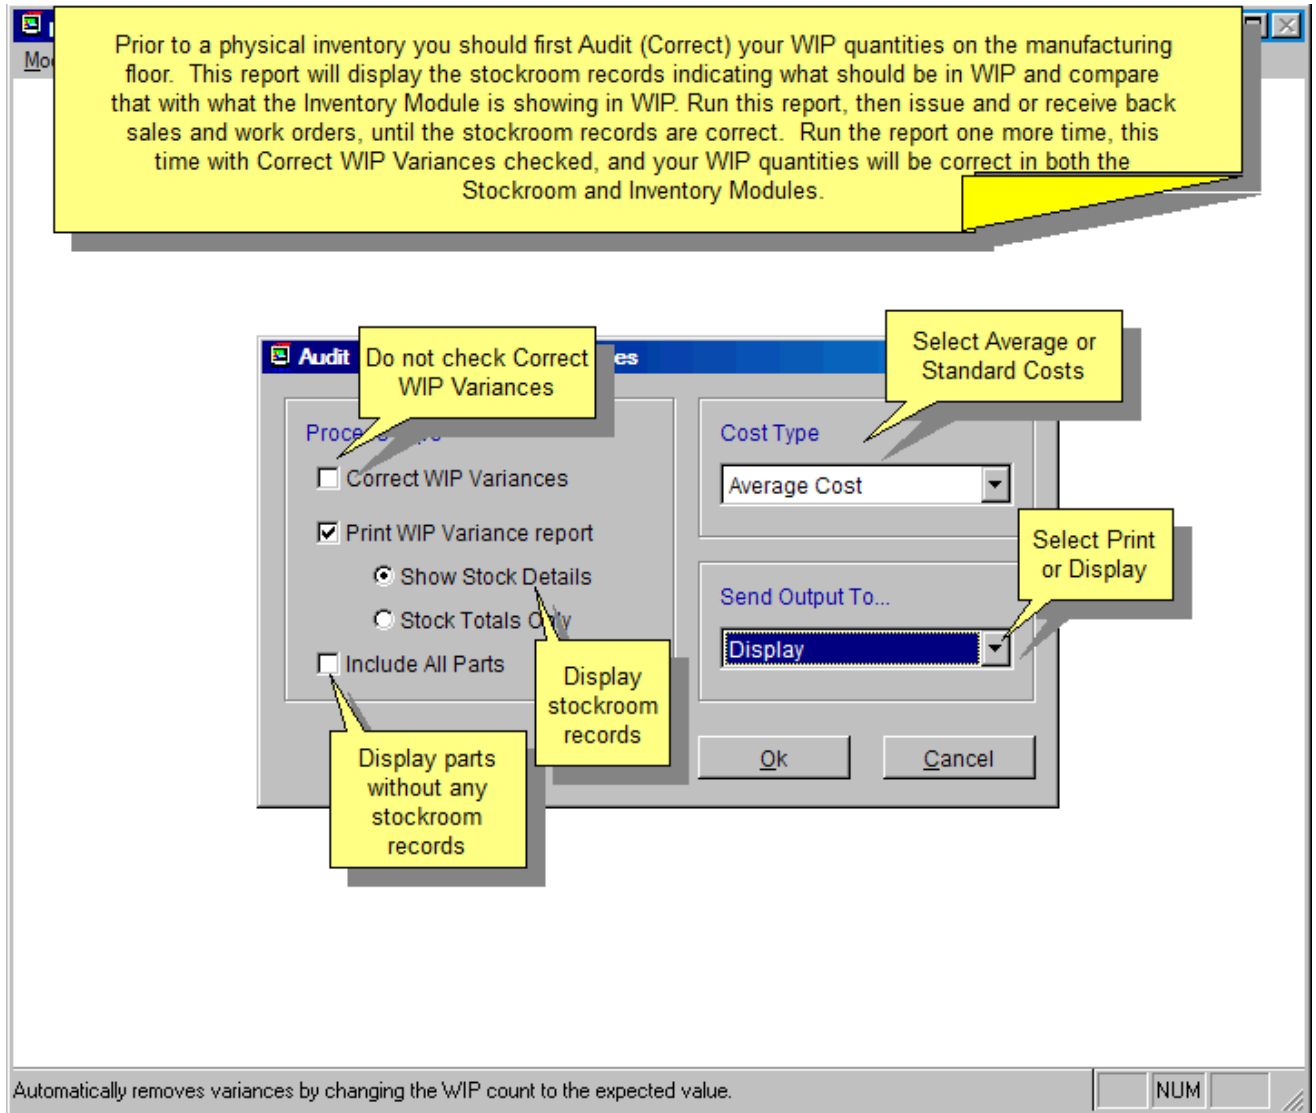 Prior to a physical inventory you should first Audit (Correct) your WIP quantities on the manufacturing
floor. This report will display the stockroom records indicating what should be in WIP and compare
that with what the Inventory Module is showing in WIP. Run this report, then issue and or receive back
sales and work orders, until the stockroom records are correct. Run the report one more time, this
time with Correct WIP Variances checked, and your WIP quantities will be correct in both the
Stockroom and Inventory Modules.
Audit
Do not check Correct
WIP Variances
Select Average or
Standard Costs
Correct WIP Variances
Print WIP Variance report
Show Stock Details
Stock Totals Only
Include All Parts
Cost Type
Average Cost
Select Print
or Display
Send Output To...
Display
Display
stockroom
records
Display parts
without any
stockroom
records
Ok
Cancel
Automatically removes variances by changing the WIP count to the expected value.
NUM